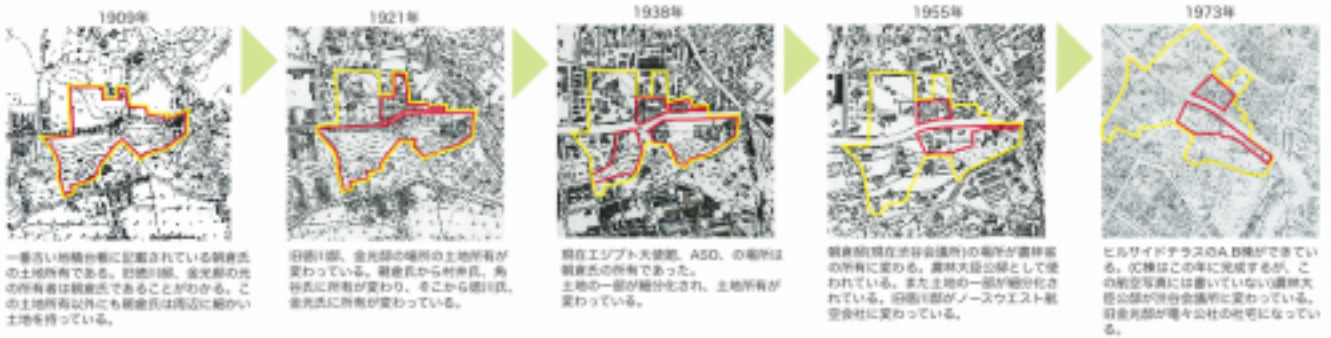 1909年
一番古い地積台帳に記載されている朝倉氏
の土地所有である。旧徳川邸、金光邸の元
の所有者は朝倉氏であることがわかる。こ
の土地所有以外にも朝倉氏は周辺に細かい
土地を持っている。
1921年
旧徳川邸、金光邸の場所の土地所有が
変わっている。朝倉氏から村井氏、角
谷氏に所有が変わり、そこから徳川氏、
金光氏に所有が変わっている。
1938年
現在エジプト大使館、ASO、の場所は
朝倉氏の所有であった。
土地の一部が細分化され、土地所有が
変わっている。
1955年
朝倉邸(現在渋谷会議所)の場所が農林省
の所有に変わる。農林大臣公邸として使
われている。また土地の一部が細分化さ
れている。旧徳川邸がノースウエスト航
空会社に変わっている。
1973年
ヒルサイドテラスのA,B棟ができてい
る。(C棟はこの年に完成するが、こ
の航空写真には書いていない)農林大
臣公邸が渋谷会議所に変わっている。
旧金光邸が電々公社の社宅になってい
る。